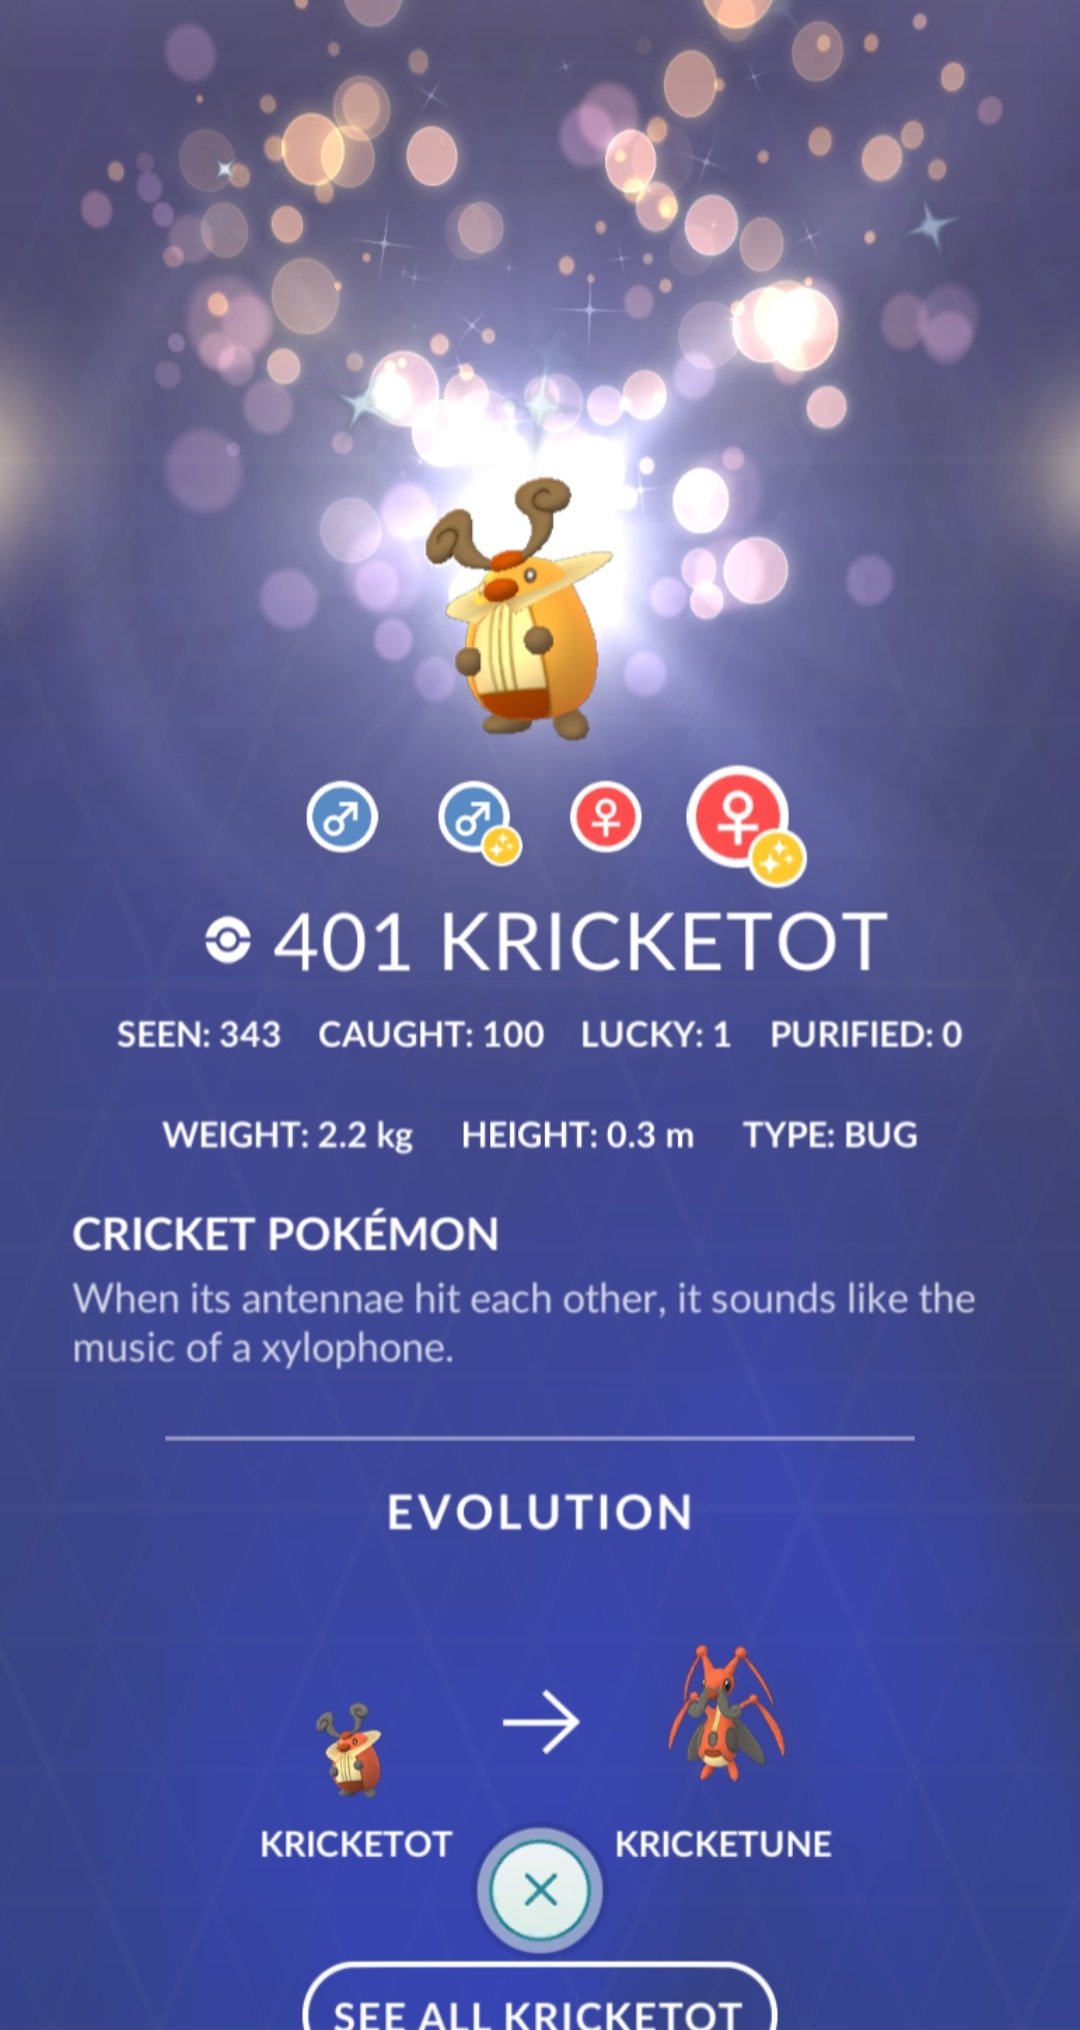 401 KRICKETOT
SEEN: 343 CAUGHT: 100 LUCKY: 1 PURIFIED: 0
WEIGHT: 2.2 kg HEIGHT: 0.3 m TYPE: BUG
CRICKET POKÉMON
When its antennae hit each other, it sounds like the
music of a xylophone.
EVOLUTION
KRICKETOT KRICKETUNE
SEE ALL KRICKETOT